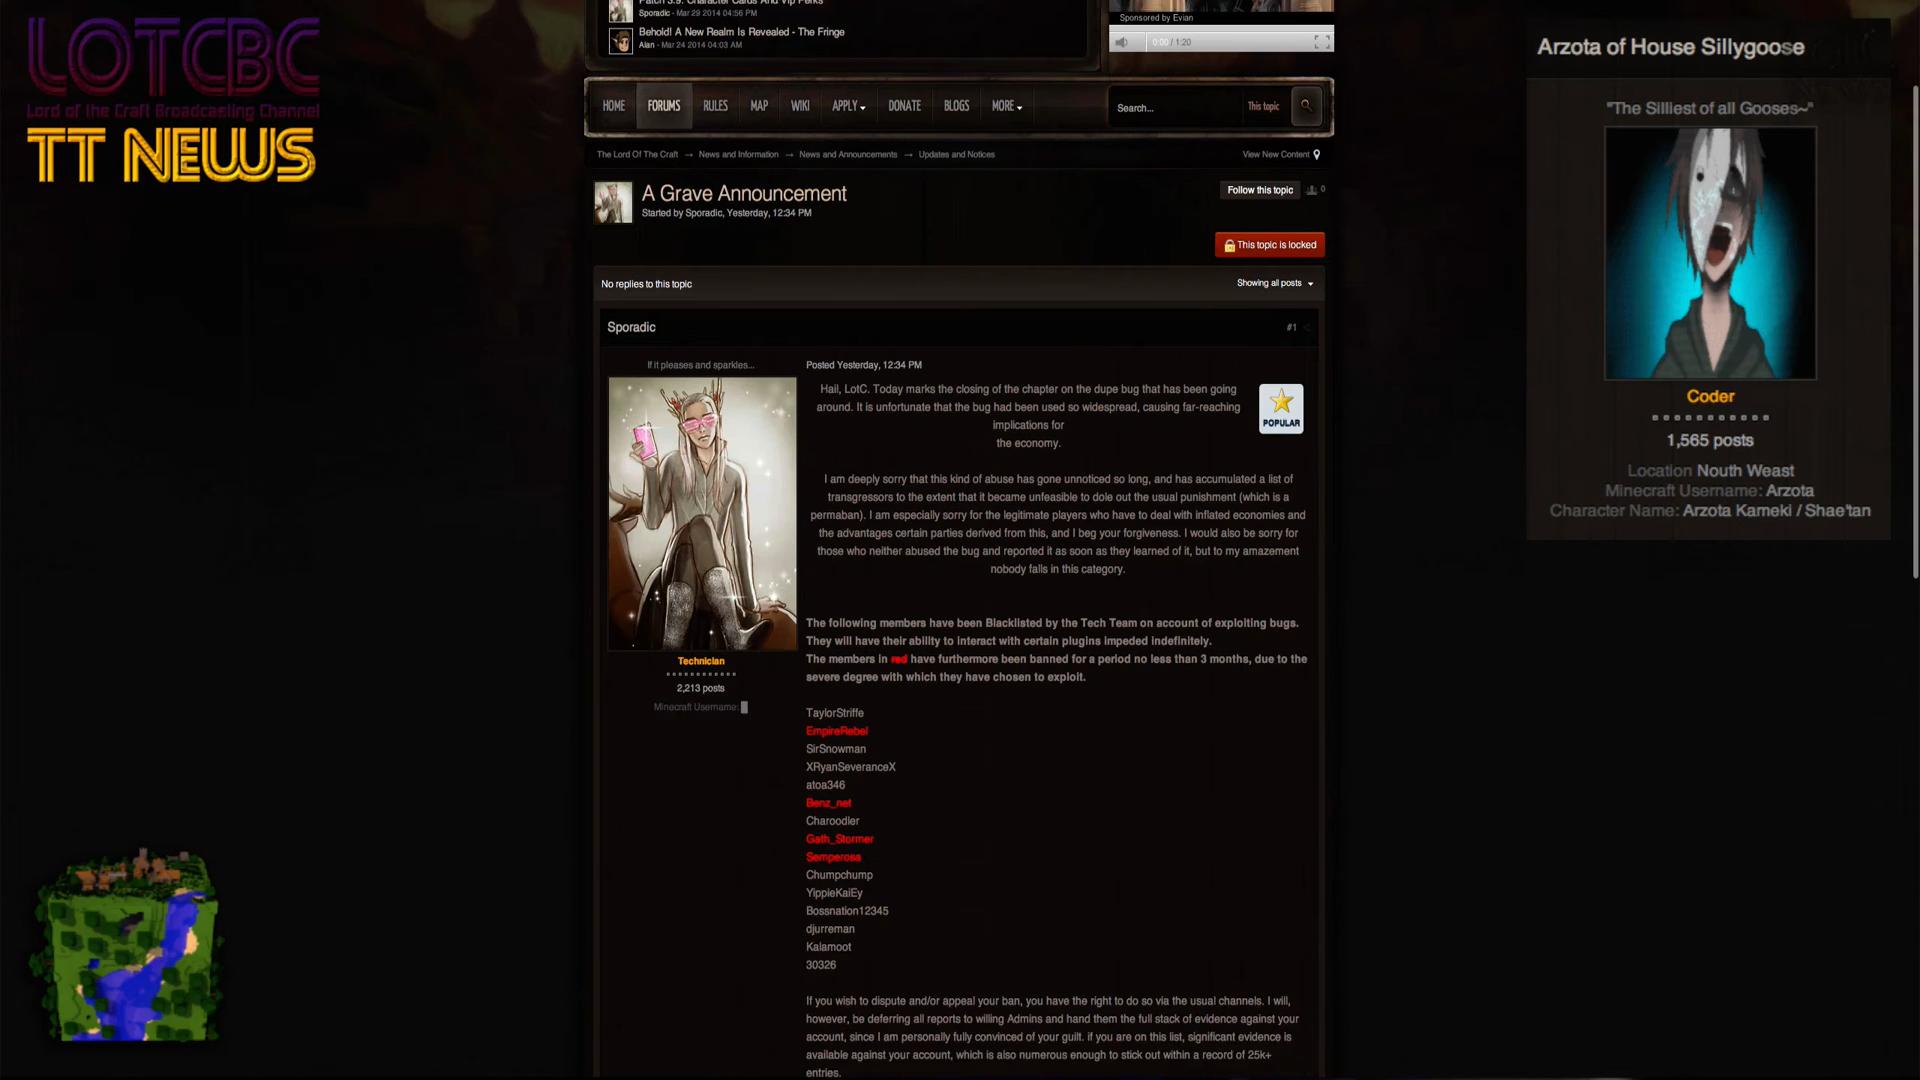 LOTCBC
Lord of the Craft Broadcasting Channel
TT NEWS
Patch 3.9: Character Cards And Vip Perks
Sporadic - Mar 29 2014 04:56 PM
Behold! A New Realm Is Revealed - The Fringe
Alan - Mar 24 2014 04:03 AM
Sponsored by Evian
0:00 / 1:20
HOME FORUMS RULES MAP WIKI APPLY DONATE BLOGS MORE
Search... This topic
The Lord Of The Craft → News and Information → News and Announcements → Updates and Notices
View New Content
A Grave Announcement
Started by Sporadic, Yesterday, 12:34 PM
Follow this topic 0
This topic is locked
No replies to this topic
Showing all posts
Sporadic
#1
If it pleases and sparkles...
Technician
2,213 posts
Minecraft Username:
Posted Yesterday, 12:34 PM
POPULAR
Hail, LotC. Today marks the closing of the chapter on the dupe bug that has been going
around. It is unfortunate that the bug had been used so widespread, causing far-reaching
implications for
the economy.
I am deeply sorry that this kind of abuse has gone unnoticed so long, and has accumulated a list of
transgressors to the extent that it became unfeasible to dole out the usual punishment (which is a
permaban). I am especially sorry for the legitimate players who have to deal with inflated economies and
the advantages certain parties derived from this, and I beg your forgiveness. I would also be sorry for
those who neither abused the bug and reported it as soon as they learned of it, but to my amazement
nobody falls in this category.
The following members have been Blacklisted by the Tech Team on account of exploiting bugs.
They will have their ability to interact with certain plugins impeded indefinitely.
The members in red have furthermore been banned for a period no less than 3 months, due to the
severe degree with which they have chosen to exploit.
TaylorStriffe
EmpireRebel
SirSnowman
XRyanSeveranceX
atoa346
Benz_net
Charoodler
Gath_Stormer
Semperosa
Chumpchump
YippieKaiEy
Bossnation12345
djurreman
Kalamoot
30326
If you wish to dispute and/or appeal your ban, you have the right to do so via the usual channels. I will,
however, be deferring all reports to willing Admins and hand them the full stack of evidence against your
account, since I am personally fully convinced of your guilt. if you are on this list, significant evidence is
available against your account, which is also numerous enough to stick out within a record of 25k+
entries.
Arzota of House Sillygoose
"The Silliest of all Gooses~"
Coder
1,565 posts
Location Nouth Weast
Minecraft Username: Arzota
Character Name: Arzota Kameki / Shae'tan